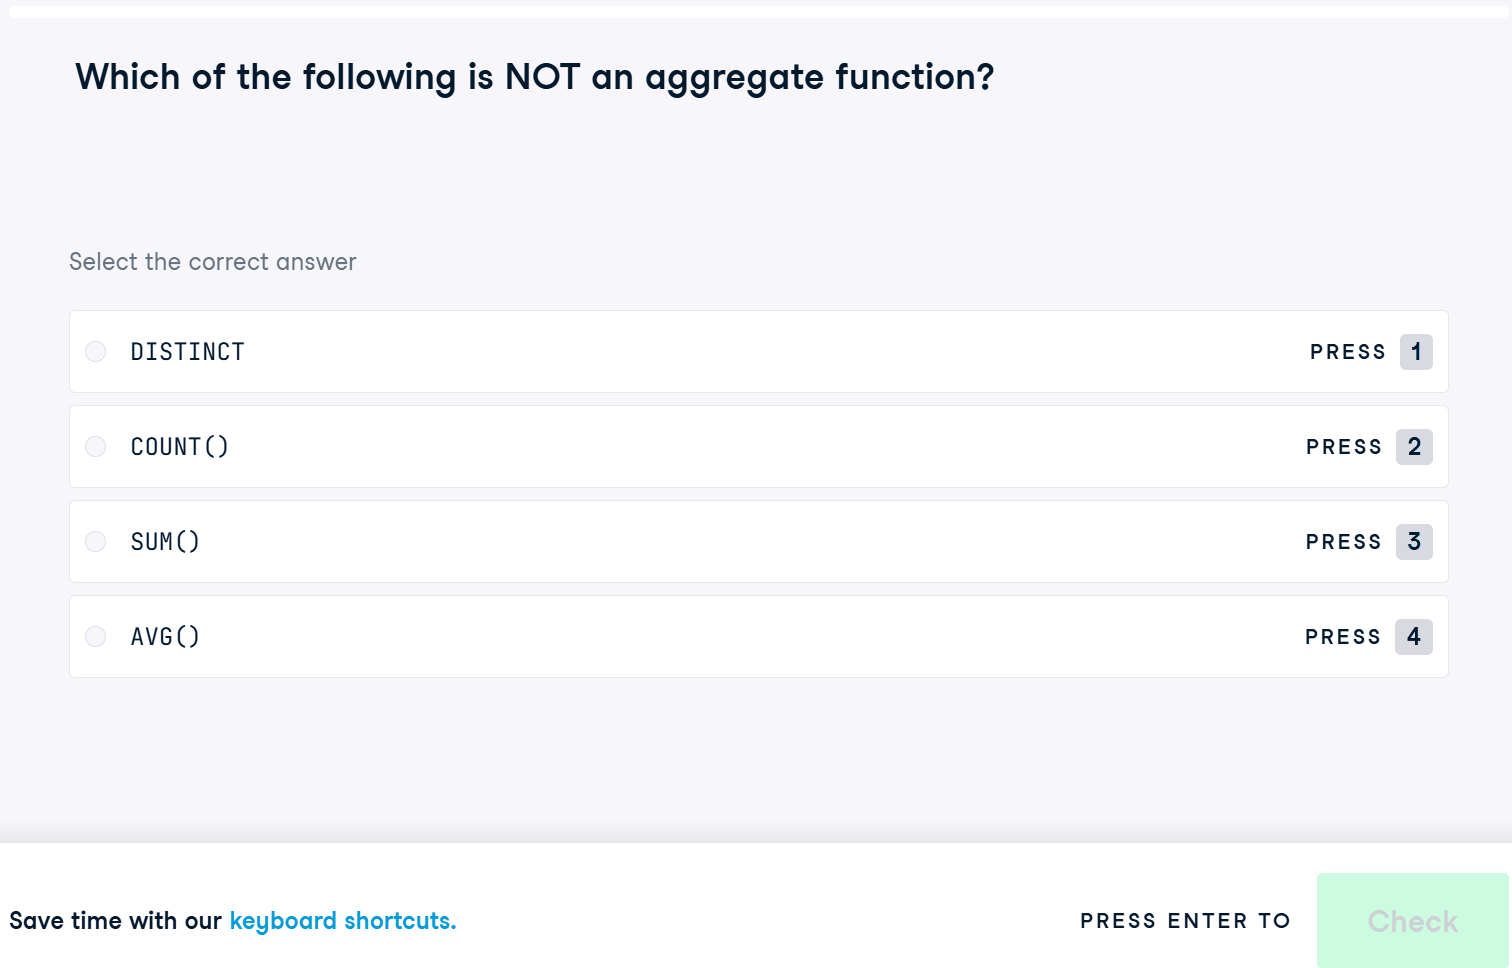 Which of the following is NOT an aggregate function?
Select the correct answer
DISTINCT PRESS 1
COUNT() PRESS 2
SUM() PRESS 3
AVG() PRESS 4
Save time with our keyboard shortcuts. PRESS ENTER TO Check